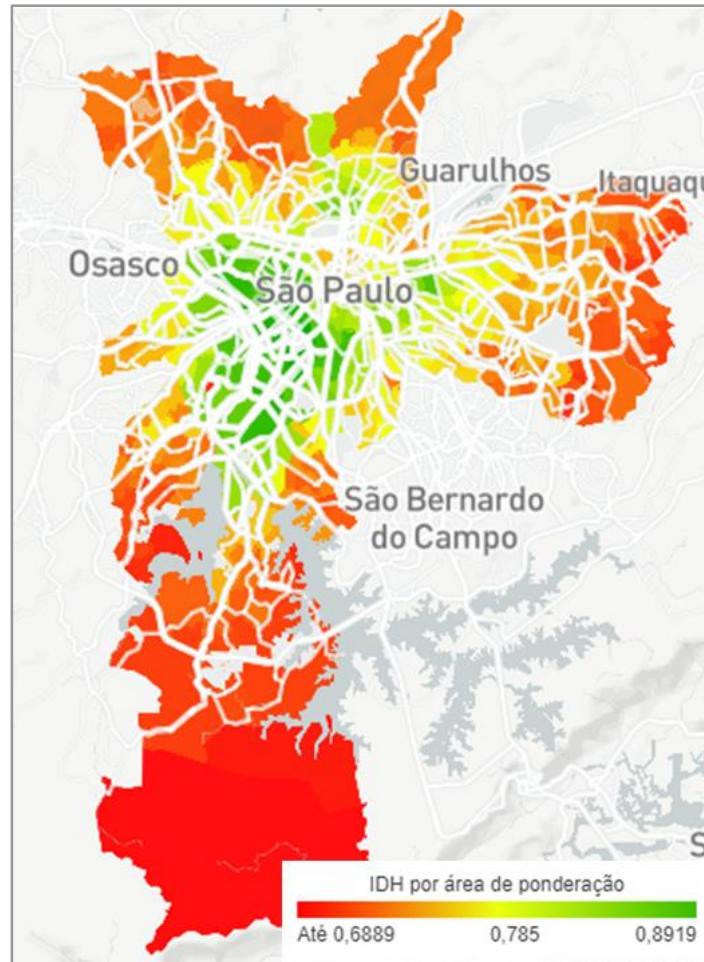 Guarulhos
Itaquaqu
Osasco
São Paulo
São Bernardo
do Campo
S
IDH por área de ponderação
Até 0,6889 0,785 0,8919